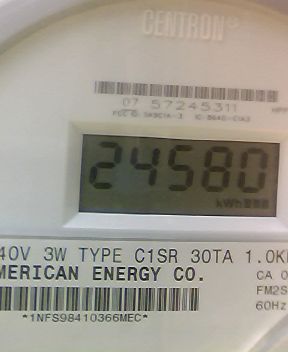 CENTRON®
07 57245311
24580
kWh
40V 3W TYPE C1SR 30TA 1.0K
MERICAN ENERGY CO.
CA 0
FM2S
60Hz
*1NFS98410366MEC*